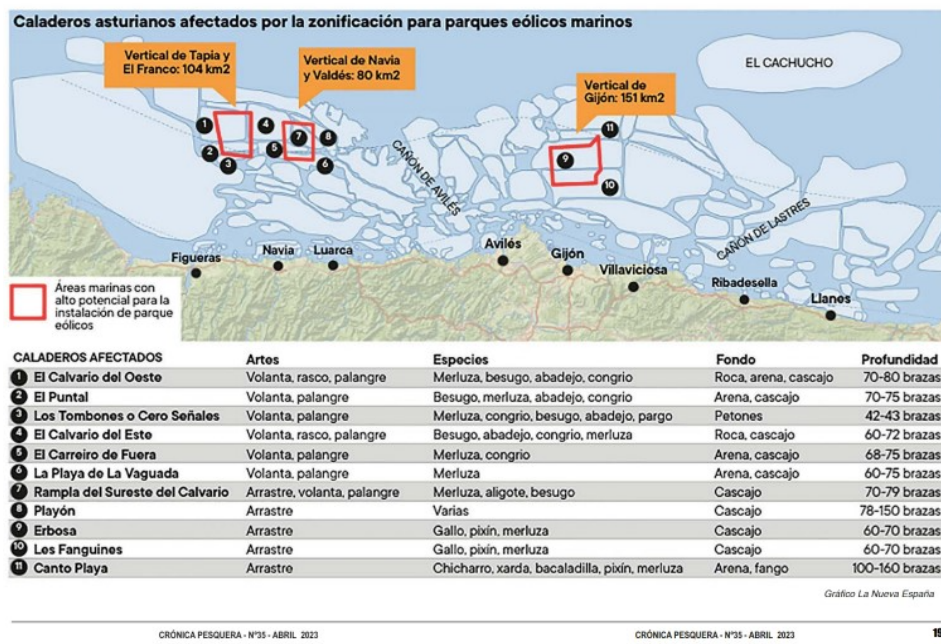 Caladeros asturianos afectados por la zonificación para parques eólicos marinos
Vertical de Tapia y
El Franco: 104 km2
Vertical de Navia
y Valdés: 80 km2
EL CACHUCHO
Vertical de
Gijón: 151 km2
1
4
7
8
11
2
5
9
3
6
10
CAÑÓN DE AVILÉS
CAÑÓN DE LASTRES
Figueras
Navia
Luarca
Avilés
Gijón
Villaviciosa
Ribadesella
Llanes
Áreas marinas con
alto potencial para la
instalación de parque
eólicos
CALADEROS AFECTADOS Artes Especies Fondo Profundidad
1 El Calvario del Oeste Volanta, rasco, palangre Merluza, besugo, abadejo, congrio Roca, arena, cascajo 70-80 brazas
2 El Puntal Volanta, palangre Besugo, merluza, abadejo, congrio Arena, cascajo 70-75 brazas
3 Los Tombones o Cero Señales Volanta, palangre Merluza, congrio, besugo, abadejo, pargo Petones 42-43 brazas
4 El Calvario del Este Volanta, rasco, palangre Besugo, abadejo, congrio, merluza Roca, cascajo 60-72 brazas
5 El Carreiro de Fuera Volanta, palangre Merluza, congrio Arena, cascajo 68-75 brazas
6 La Playa de La Vaguada Volanta, palangre Merluza Arena, cascajo 60-75 brazas
7 Rampla del Sureste del Calvario Arrastre, volanta, palangre Merluza, aligote, besugo Cascajo 70-79 brazas
8 Playón Arrastre Varias Cascajo 78-150 brazas
9 Erbosa Arrastre Gallo, pixín, merluza Cascajo 60-70 brazas
10 Les Fanguines Arrastre Gallo, pixín, merluza Cascajo 60-70 brazas
11 Canto Playa Arrastre Chicharro, xarda, bacaladilla, pixín, merluza Arena, fango 100-160 brazas
Gráfico La Nueva España
CRÓNICA PESQUERA - Nº35 - ABRIL 2023
CRÓNICA PESQUERA - Nº35 - ABRIL 2023